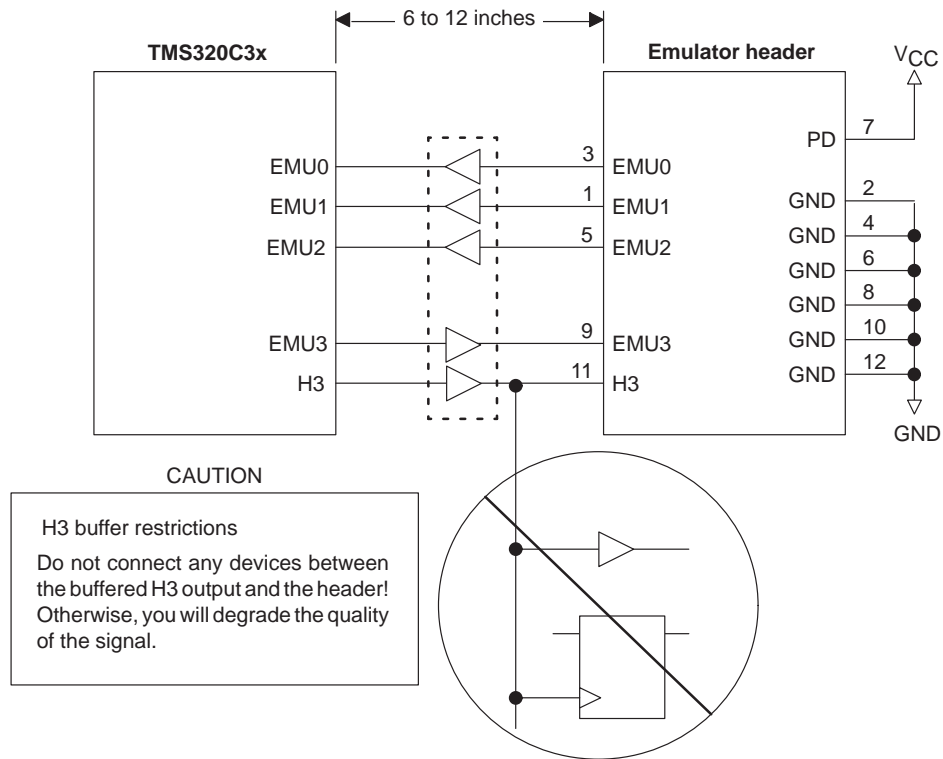 6 to 12 inches
TMS320C3x
Emulator header
VCC
PD 7
EMU0 3 EMU0
GND 2
EMU1 1 EMU1
GND 4
EMU2 5 EMU2
GND 6
GND 8
EMU3 9 EMU3
GND 10
H3 11 H3
GND 12
GND
CAUTION
H3 buffer restrictions
Do not connect any devices between
the buffered H3 output and the header!
Otherwise, you will degrade the quality
of the signal.